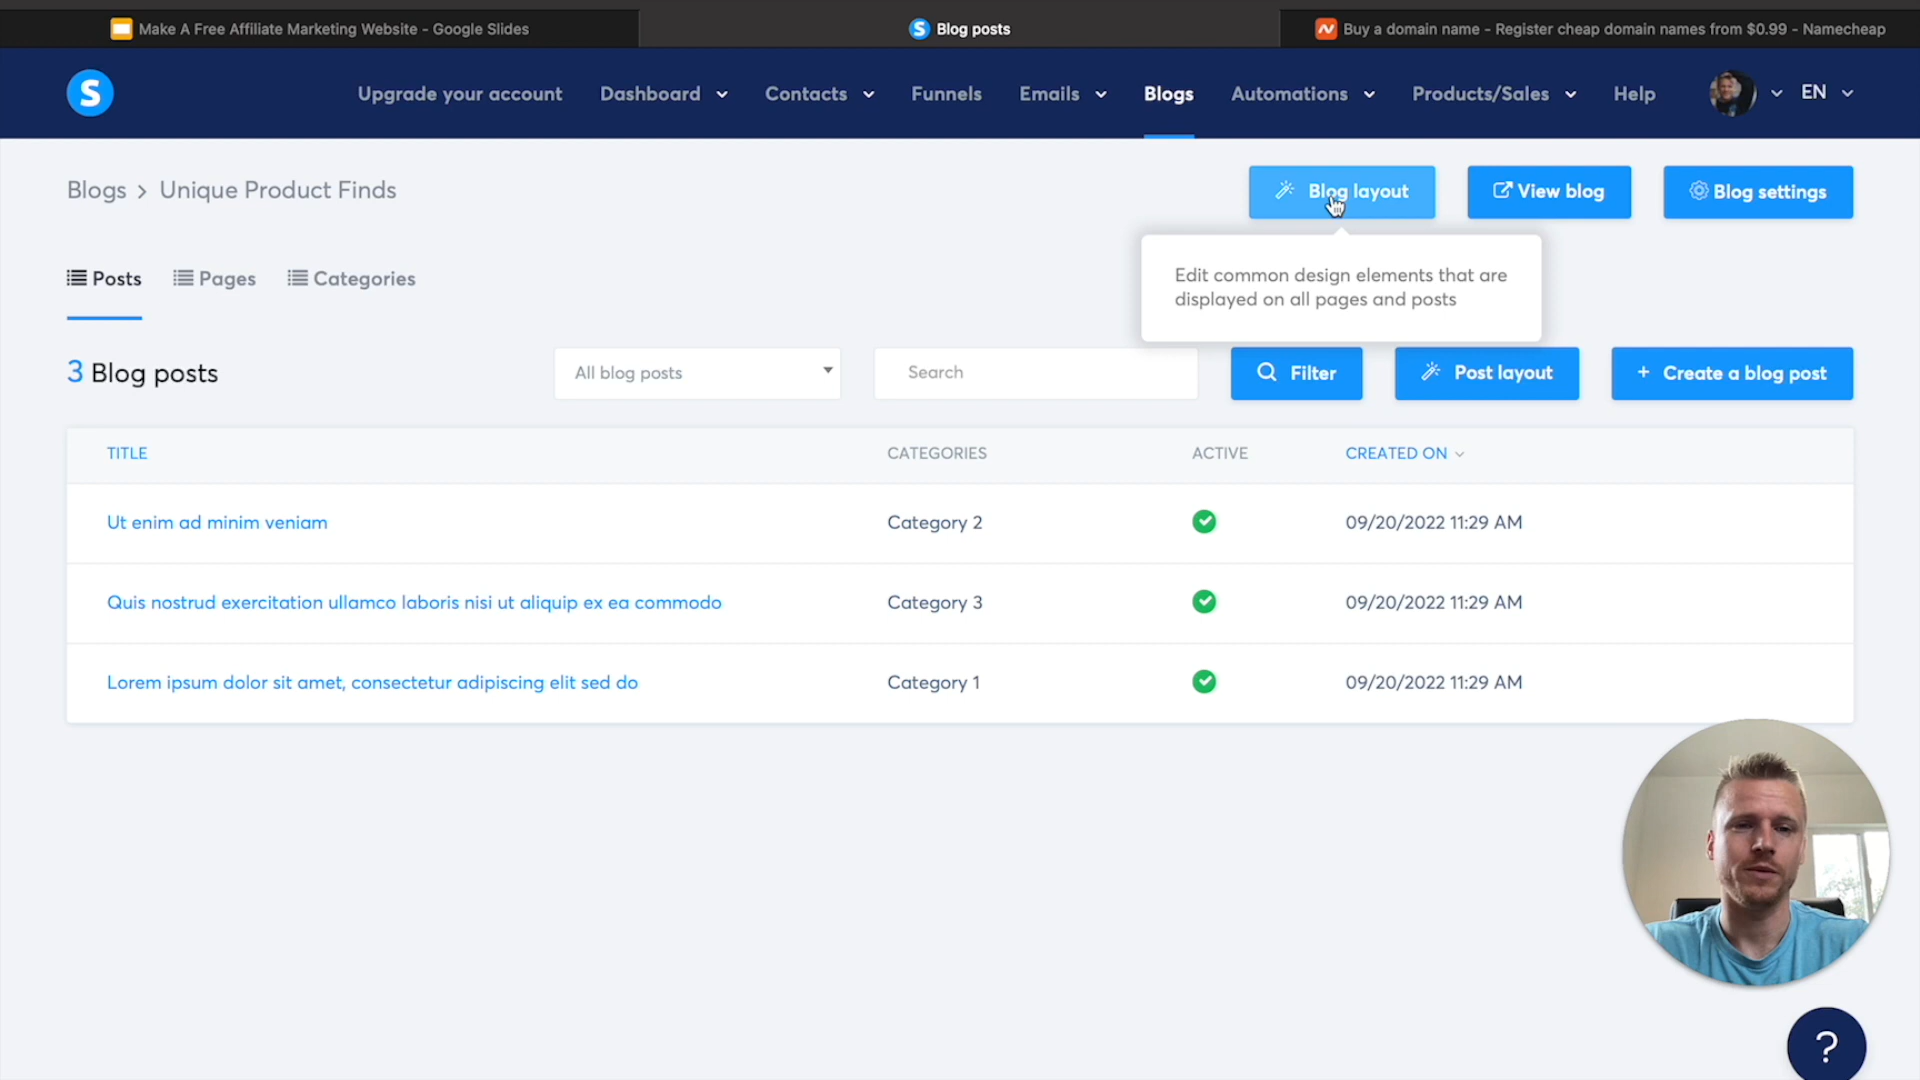 Make A Free Affiliate Marketing Website - Google Slides
S Blog posts
Buy a domain name - Register cheap domain names from $0.99 - Namecheap
S
Upgrade your account Dashboard Contacts Funnels Emails Blogs Automations Products/Sales Help EN
Blogs > Unique Product Finds
Blog layout View blog Blog settings
Edit common design elements that are
displayed on all pages and posts
Posts Pages Categories
3 Blog posts
All blog posts Search Filter Post layout + Create a blog post
TITLE CATEGORIES ACTIVE CREATED ON
Ut enim ad minim veniam Category 2 09/20/2022 11:29 AM
Quis nostrud exercitation ullamco laboris nisi ut aliquip ex ea commodo Category 3 09/20/2022 11:29 AM
Lorem ipsum dolor sit amet, consectetur adipiscing elit sed do Category 1 09/20/2022 11:29 AM
?